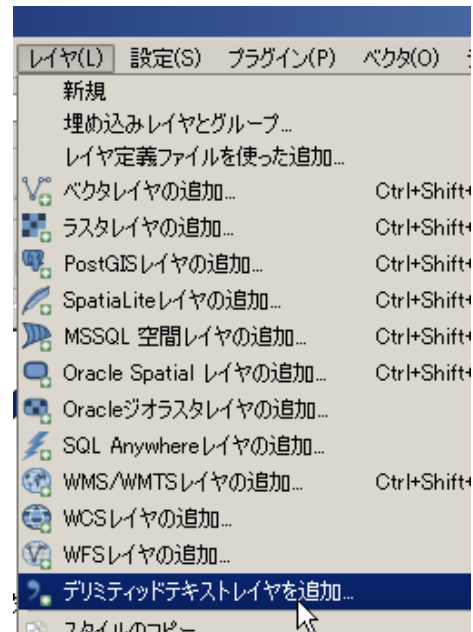 レイヤ(L) 設定(S) プラグイン(P) ベクタ(O)
新規
埋め込みレイヤとグループ...
レイヤ定義ファイルを使った追加...
ベクタレイヤの追加... Ctrl+Shift+
ラスタレイヤの追加... Ctrl+Shift+
PostGISレイヤの追加... Ctrl+Shift+
SpatiaLiteレイヤの追加... Ctrl+Shift+
MSSQL 空間レイヤの追加... Ctrl+Shift+
Oracle Spatial レイヤの追加... Ctrl+Shift+
Oracleジオラスタレイヤの追加...
SQL Anywhereレイヤの追加...
WMS/WMTSレイヤの追加... Ctrl+Shift+
WCSレイヤの追加...
WFSレイヤの追加...
デリミティッドテキストレイヤを追加...
スタイルのコピー